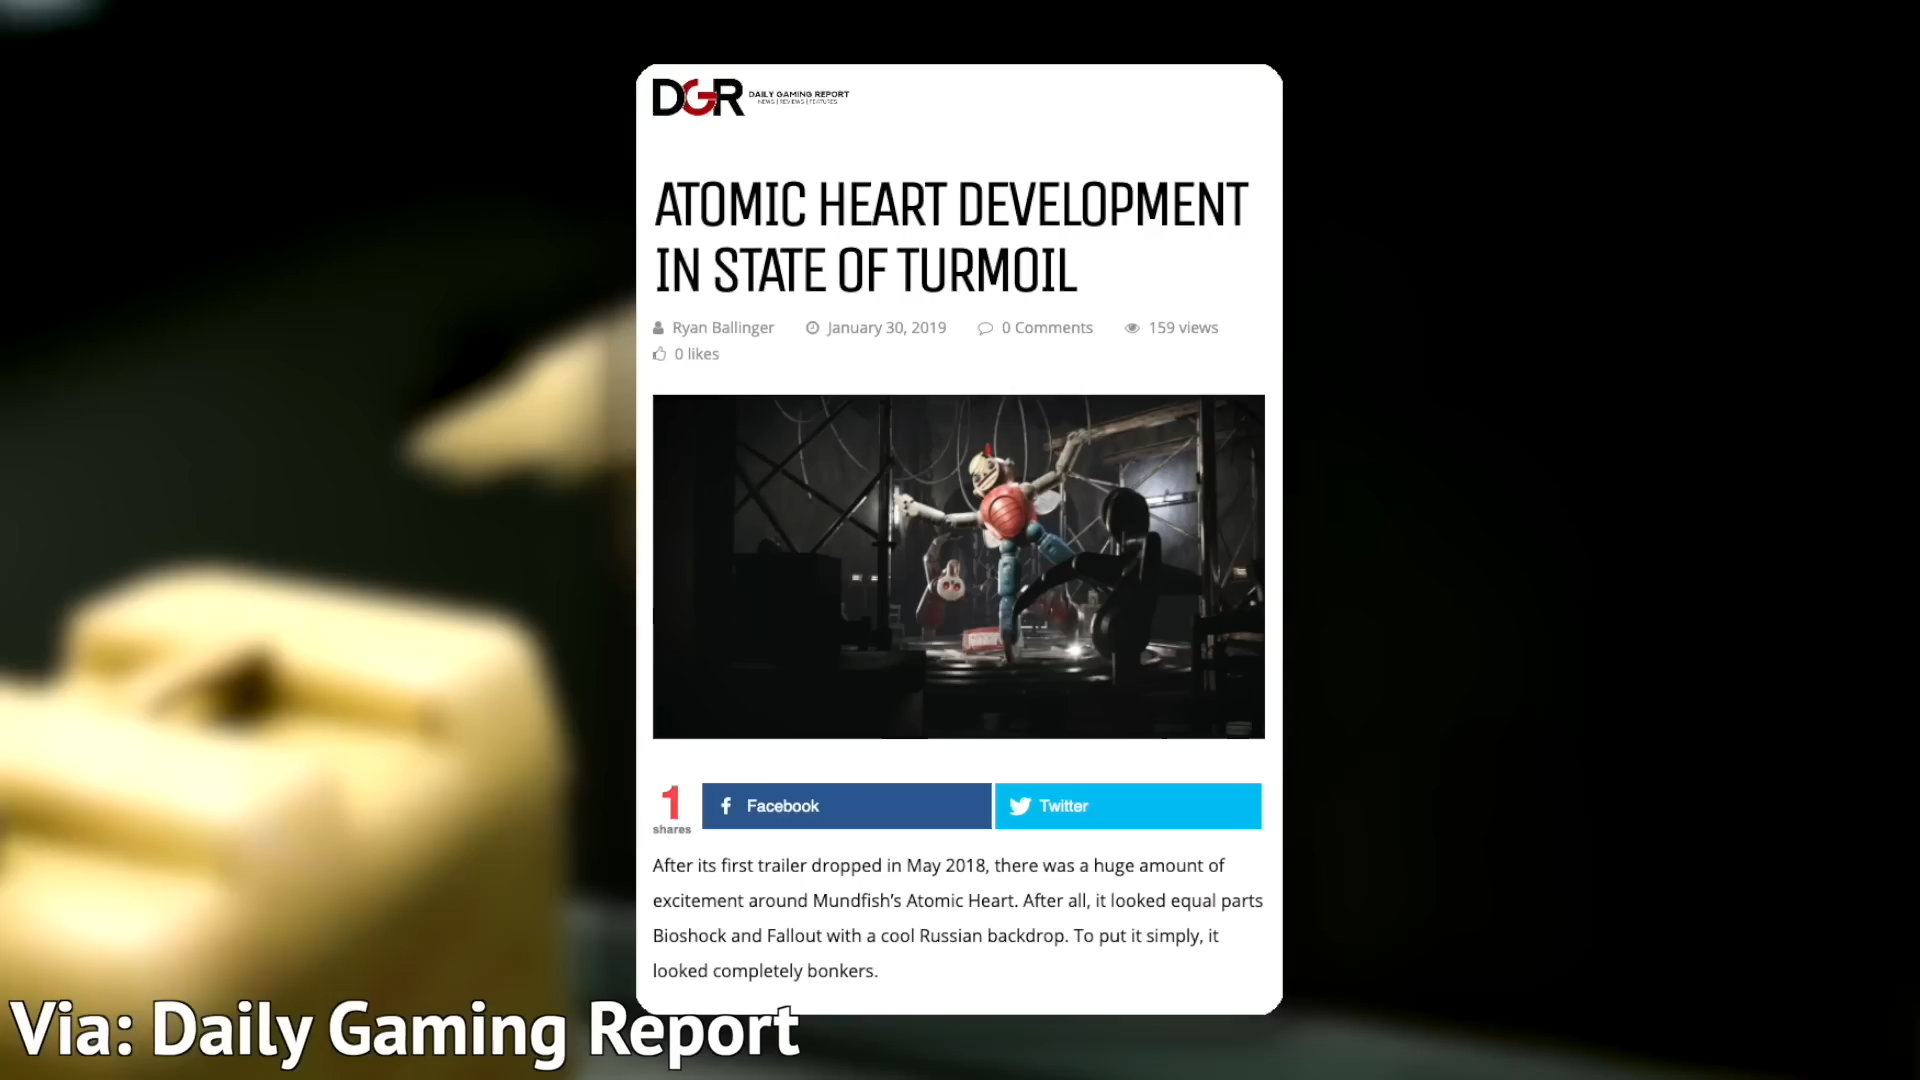 DGR DAILY GAMING REPORT
NEWS | REVIEWS | FEATURES
ATOMIC HEART DEVELOPMENT
IN STATE OF TURMOIL
Ryan Ballinger January 30, 2019 0 Comments 159 views
0 likes
1 Facebook Twitter
shares
After its first trailer dropped in May 2018, there was a huge amount of
excitement around Mundfish's Atomic Heart. After all, it looked equal parts
Bioshock and Fallout with a cool Russian backdrop. To put it simply, it
looked completely bonkers.
Via: Daily Gaming Report